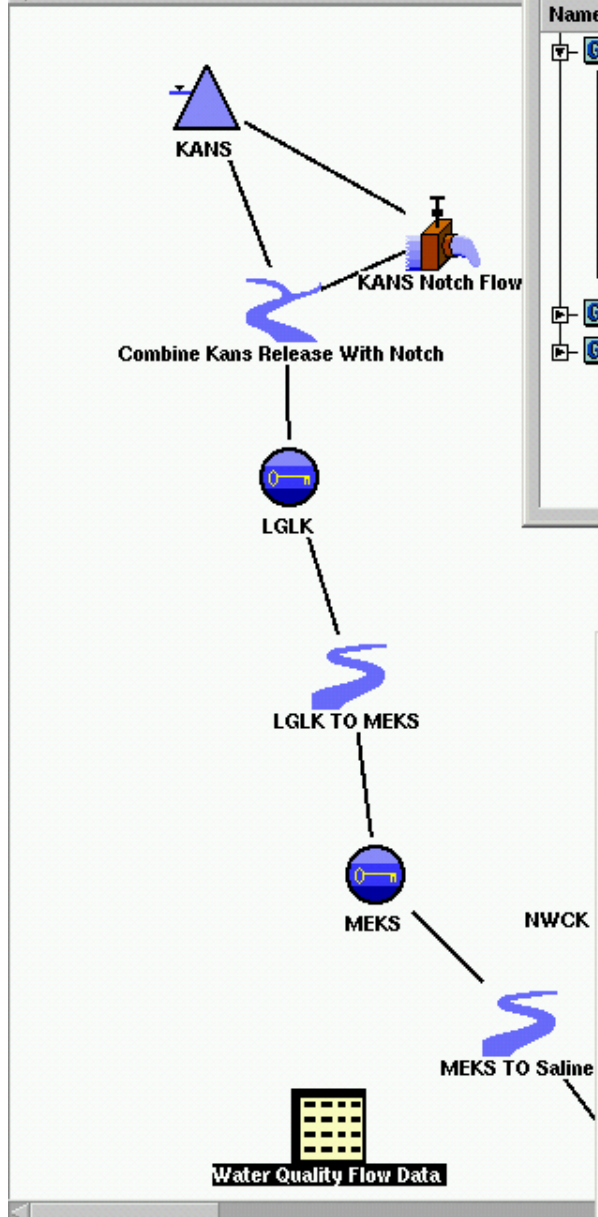 Name
KANS
KANS Notch Flow
Combine Kans Release With Notch
LGLK
LGLK TO MEKS
MEKS
NWCK
MEKS TO Saline
Water Quality Flow Data